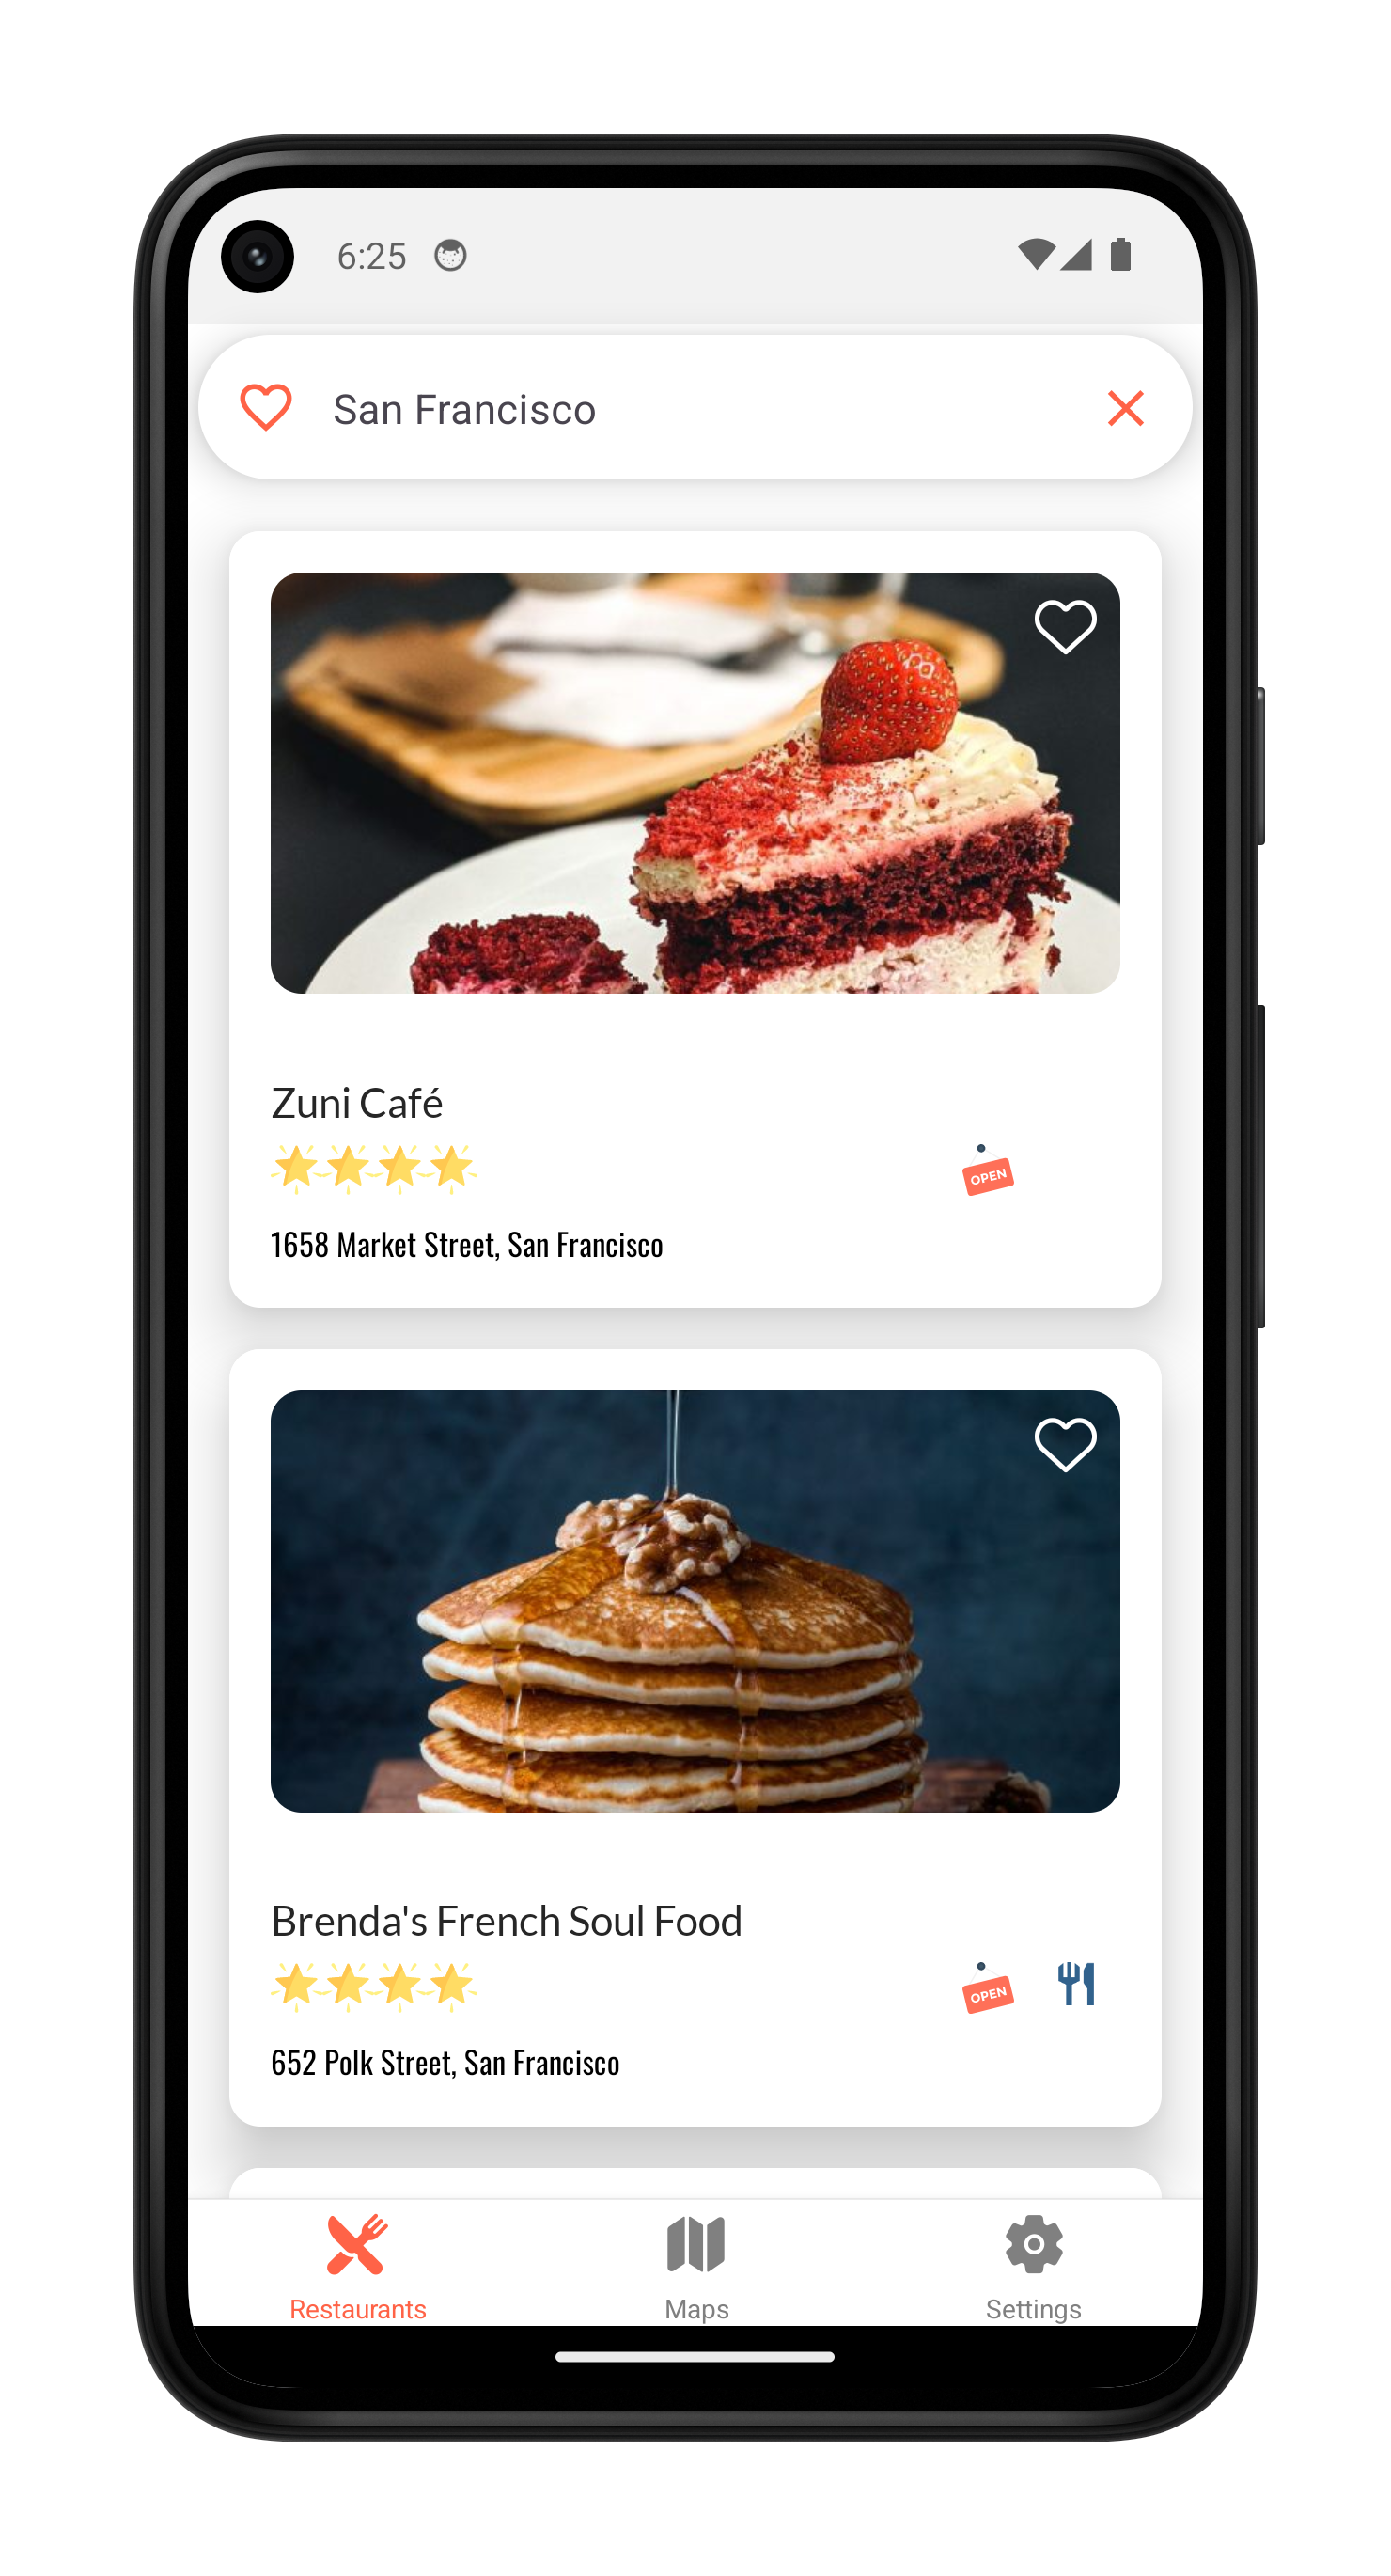 6:25
San Francisco
Zuni Café
OPEN
1658 Market Street, San Francisco
Brenda's French Soul Food
OPEN
652 Polk Street, San Francisco
Restaurants Maps Settings